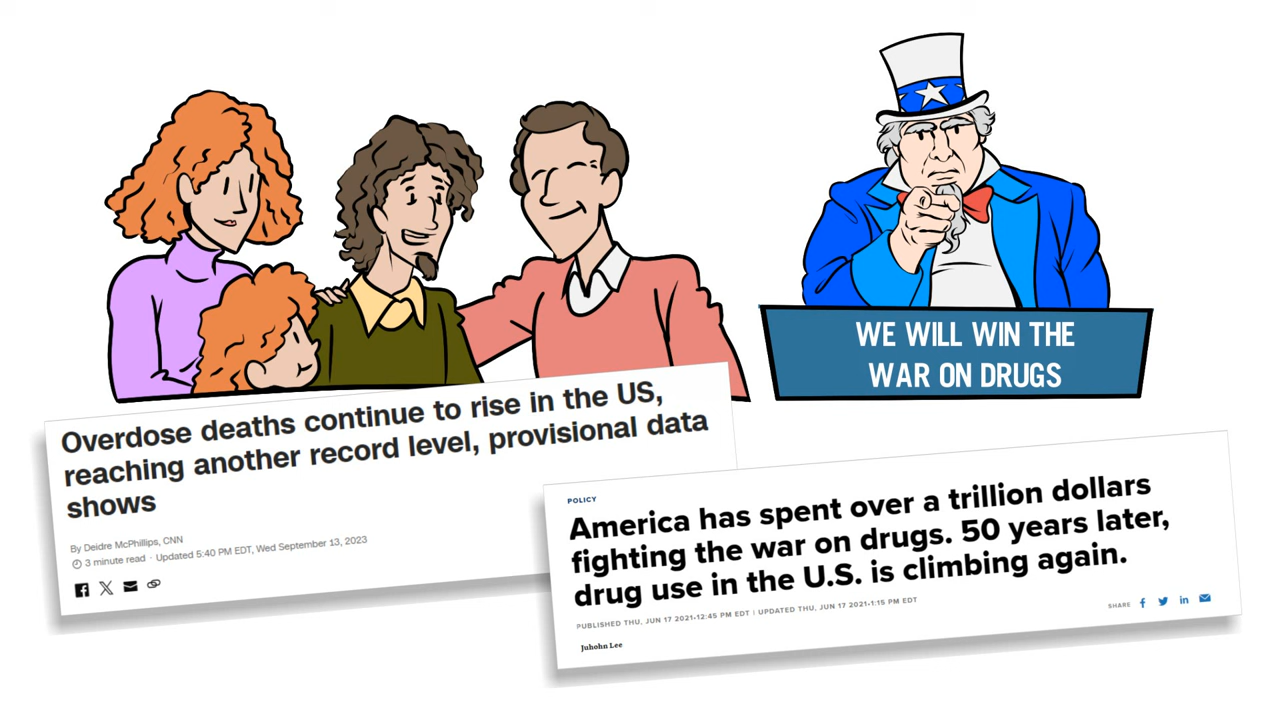 WE WILL WIN THE
WAR ON DRUGS
Overdose deaths continue to rise in the US,
reaching another record level, provisional data
shows
By Deidre McPhillips, CNN
3 minute read · Updated 5:40 PM EDT, Wed September 13, 2023
POLICY
America has spent over a trillion dollars
fighting the war on drugs. 50 years later,
drug use in the U.S. is climbing again.
PUBLISHED THU, JUN 17 2021•12:45 PM EDT | UPDATED THU, JUN 17 2021•1:15 PM EDT
Juhohn Lee
SHARE